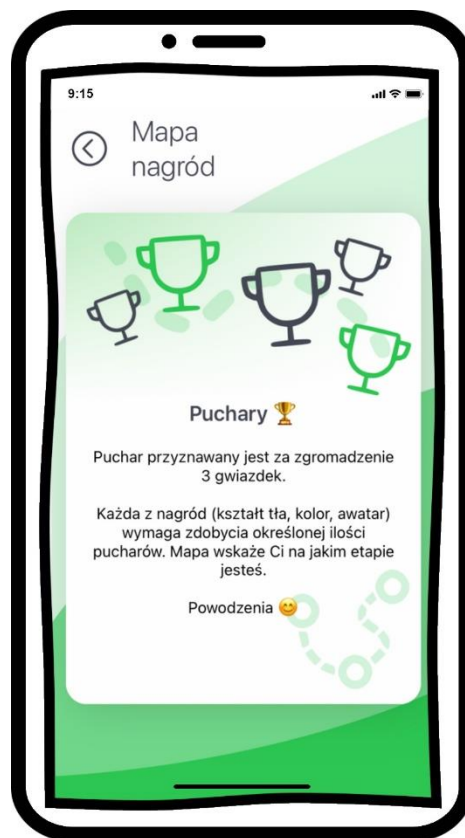 9:15
Mapa
nagród
Puchary 🏆
Puchar przyznawany jest za zgromadzenie
3 gwiazdek.
Każda z nagród (kształt tła, kolor, awatar)
wymaga zdobycia określonej ilości
pucharów. Mapa wskaże Ci na jakim etapie
jesteś.
Powodzenia 😊